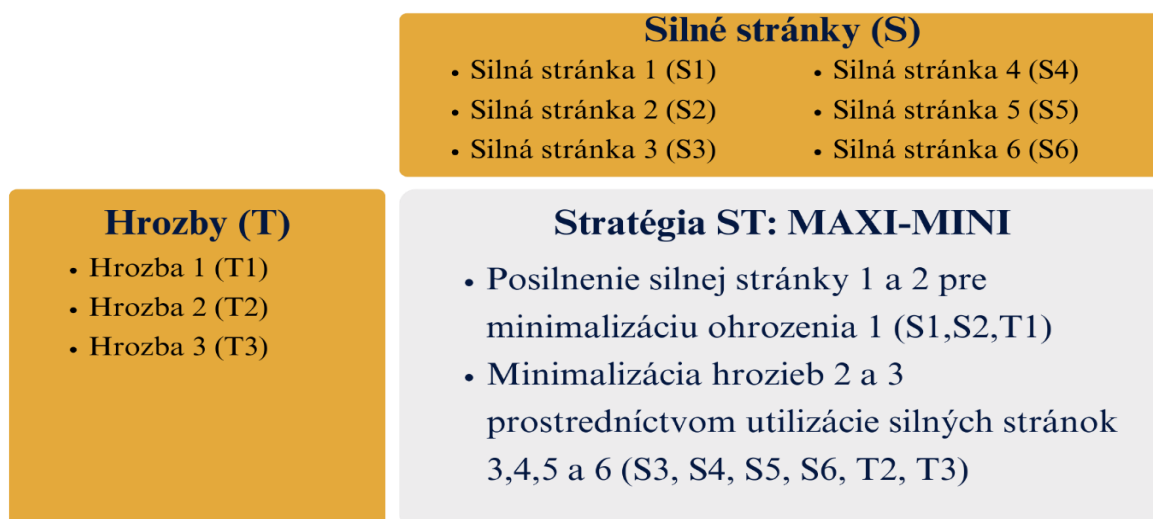 Silné stránky (S)
• Silná stránka 1 (S1)
• Silná stránka 2 (S2)
• Silná stránka 3 (S3)
• Silná stránka 4 (S4)
• Silná stránka 5 (S5)
• Silná stránka 6 (S6)
Hrozby (T)
• Hrozba 1 (T1)
• Hrozba 2 (T2)
• Hrozba 3 (T3)
Stratégia ST: MAXI-MINI
• Posilnenie silnej stránky 1 a 2 pre
minimalizáciu ohrozenia 1 (S1,S2,T1)
• Minimalizácia hrozieb 2 a 3
prostredníctvom utilizácie silných stránok
3,4,5 a 6 (S3, S4, S5, S6, T2, T3)